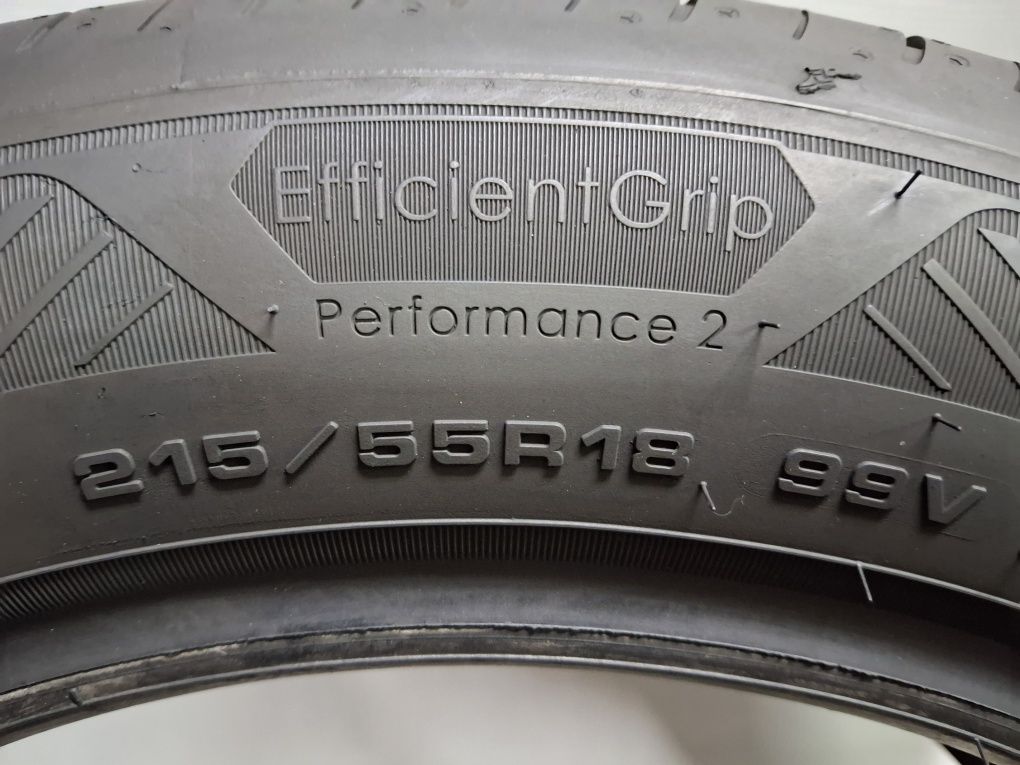 EfficientGrip
Performance 2
215/55R18 99V